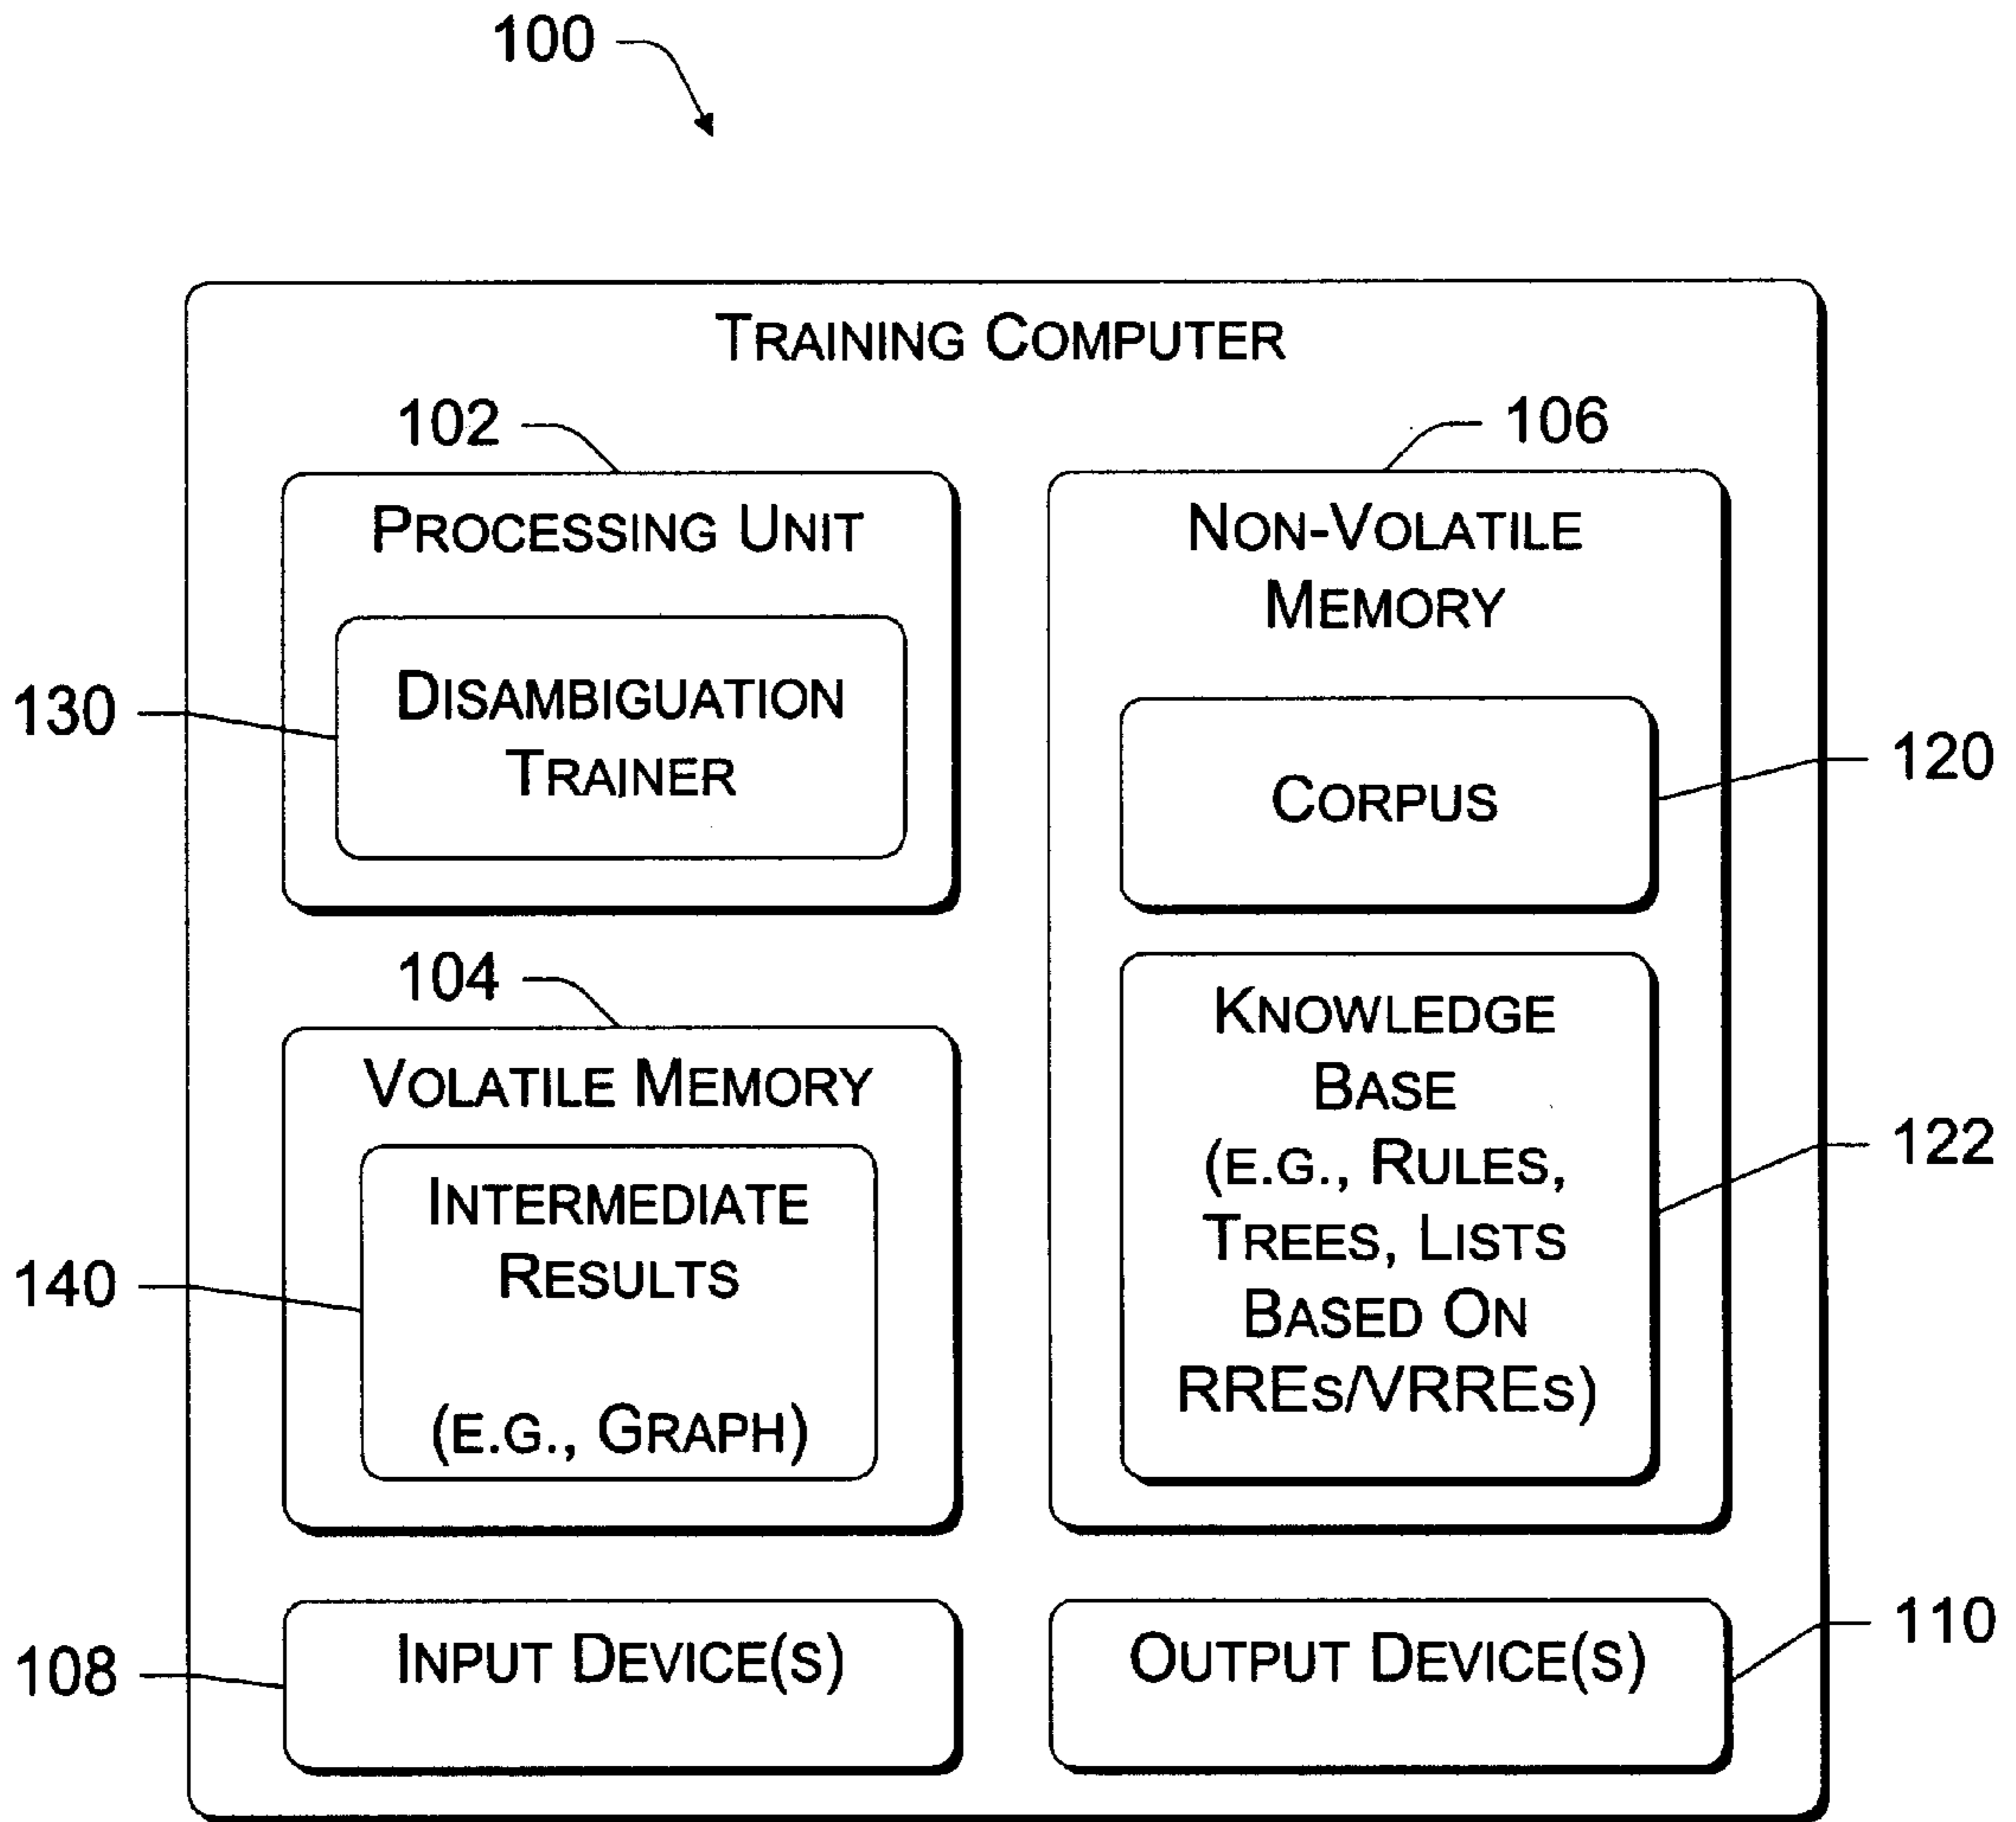 100
TRAINING COMPUTER
102
PROCESSING UNIT
130
DISAMBIGUATION
TRAINER
104
VOLATILE MEMORY
140
INTERMEDIATE
RESULTS
(E.G., GRAPH)
106
NON-VOLATILE
MEMORY
CORPUS
120
KNOWLEDGE
BASE
(E.G., RULES,
TREES, LISTS
BASED ON
RRES/VRRES)
122
108
INPUT DEVICE(S)
OUTPUT DEVICE(S)
110